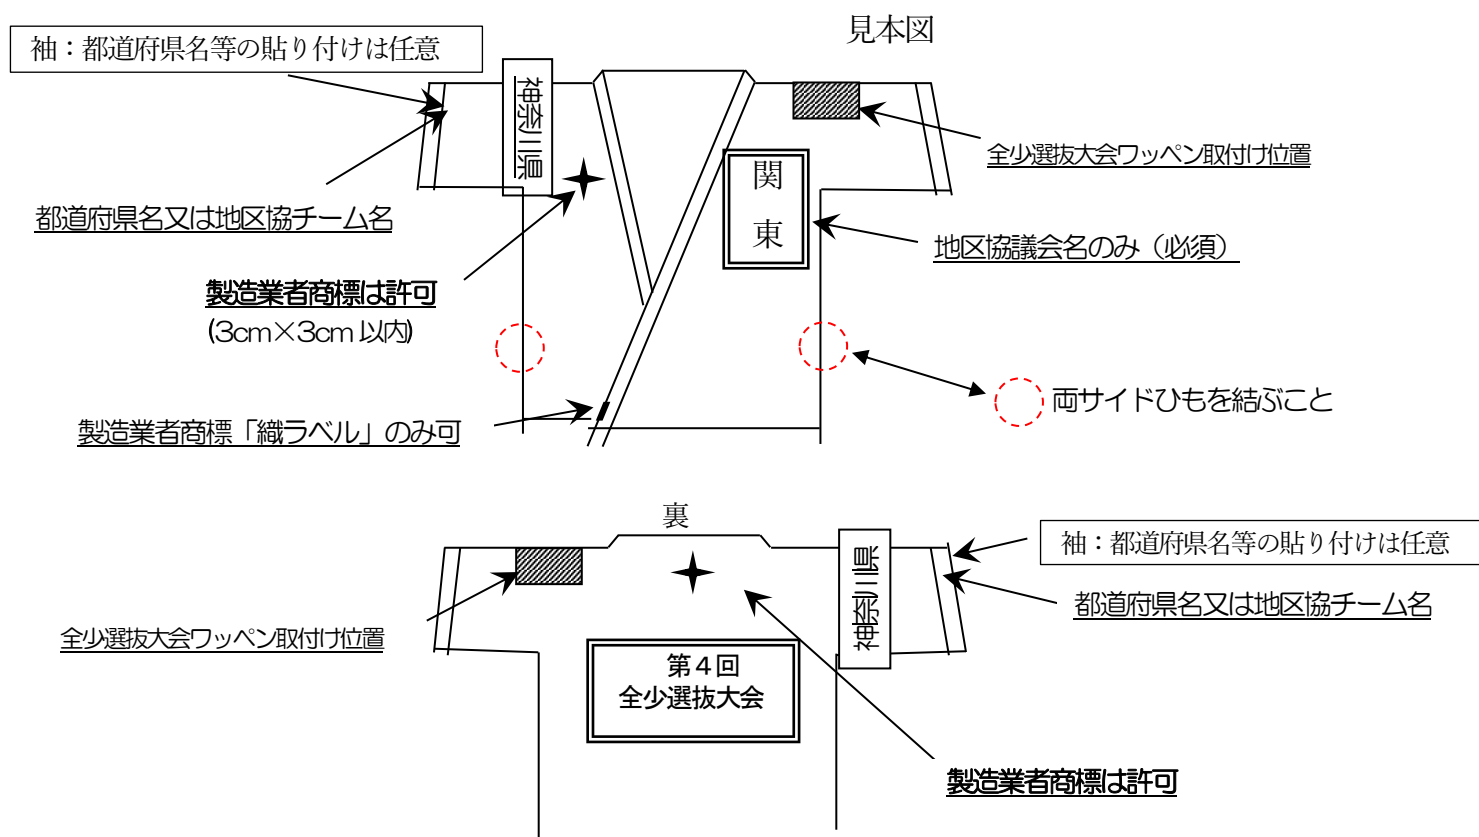 見本図
袖：都道府県名等の貼り付けは任意
神奈川県
全少選抜大会ワッペン取付け位置
関
東
都道府県名又は地区協チーム名
地区協議会名のみ（必須）
製造業者商標は許可
(3cm×3cm以内)
両サイドひもを結ぶこと
製造業者商標「織ラベル」のみ可
裏
神奈川県
袖：都道府県名等の貼り付けは任意
都道府県名又は地区協チーム名
全少選抜大会ワッペン取付け位置
第４回
全少選抜大会
製造業者商標は許可